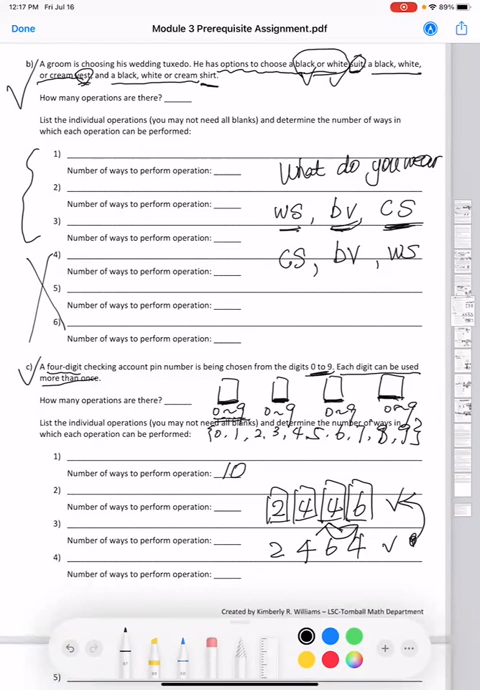 12:17 PM Fri Jul 16
89%
Done
Module 3 Prerequisite Assignment.pdf
b) A groom is choosing his wedding tuxedo. He has options to choose a black or white suit, a black, white,
or cream vest, and a black, white or cream shirt.
How many operations are there? ______
List the individual operations (you may not need all blanks) and determine the number of ways in
which each operation can be performed:
1)
Number of ways to perform operation: ______
What do you wear
2)
Number of ways to perform operation: ______
ws, bv, cs
3)
Number of ways to perform operation: ______
cs, bv, ws
4)
Number of ways to perform operation: ______
5)
Number of ways to perform operation: ______
6)
Number of ways to perform operation: ______
c) A four-digit checking account pin number is being chosen from the digits 0 to 9. Each digit can be used
more than once.
How many operations are there? ______
0~9 0~9 0~9 0~9
List the individual operations (you may not need all blanks) and determine the number of ways in
which each operation can be performed:
{0, 1, 2, 3, 4, 5, 6, 7, 8, 9}
1)
Number of ways to perform operation: 10
2)
Number of ways to perform operation: ______
2 4 4 6
3)
Number of ways to perform operation: ______
2 4 6 4
4)
Number of ways to perform operation: ______
Created by Kimberly R. Williams – LSC-Tomball Math Department
5)